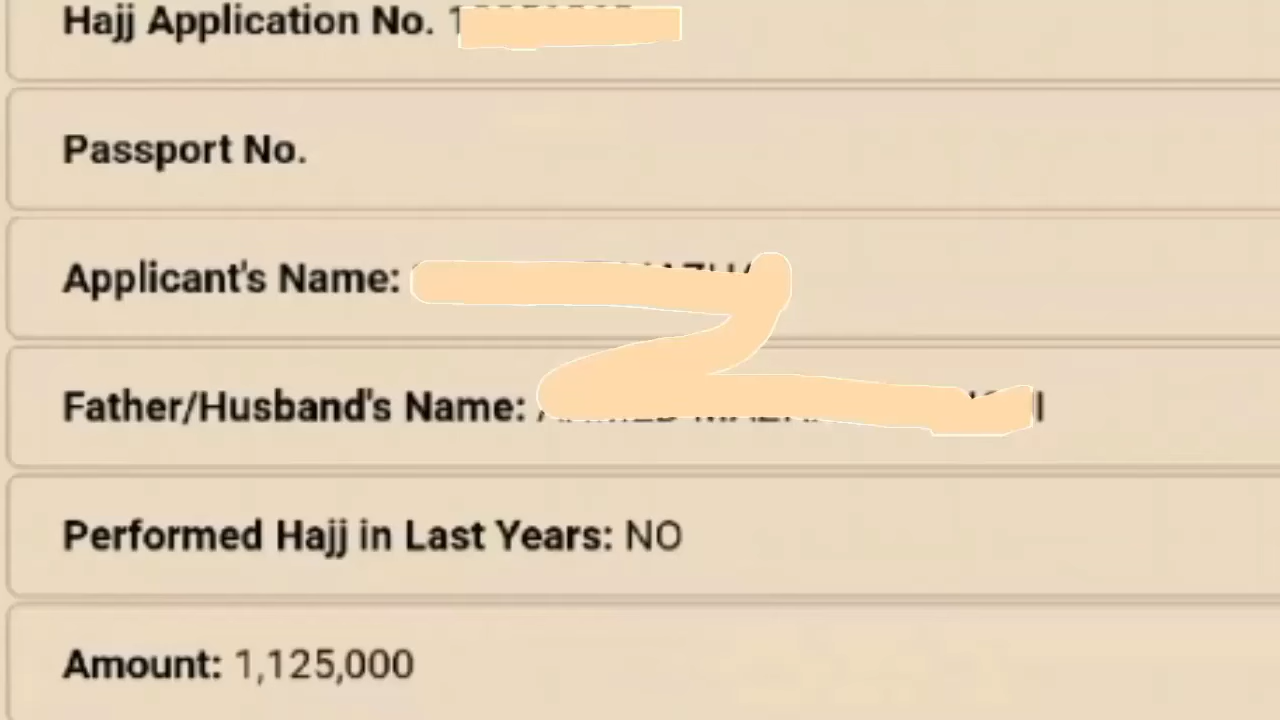 Hajj Application No.
Passport No.
Applicant's Name:
Father/Husband's Name:
Performed Hajj in Last Years: NO
Amount: 1,125,000